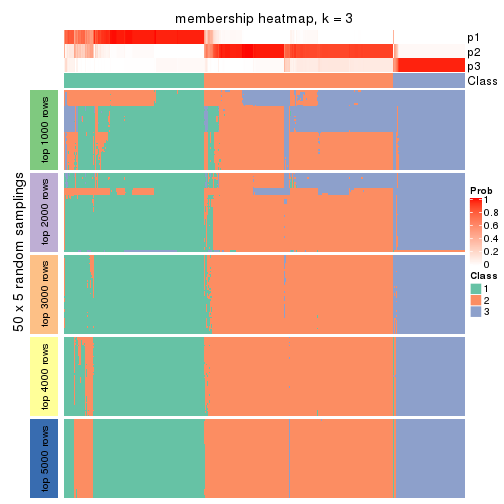 membership heatmap, k = 3
p1
p2
p3
Class
50 x 5 random samplings
top 1000 rows
top 2000 rows
top 3000 rows
top 4000 rows
top 5000 rows
Prob
1
0.8
0.6
0.4
0.2
0
Class
1
2
3